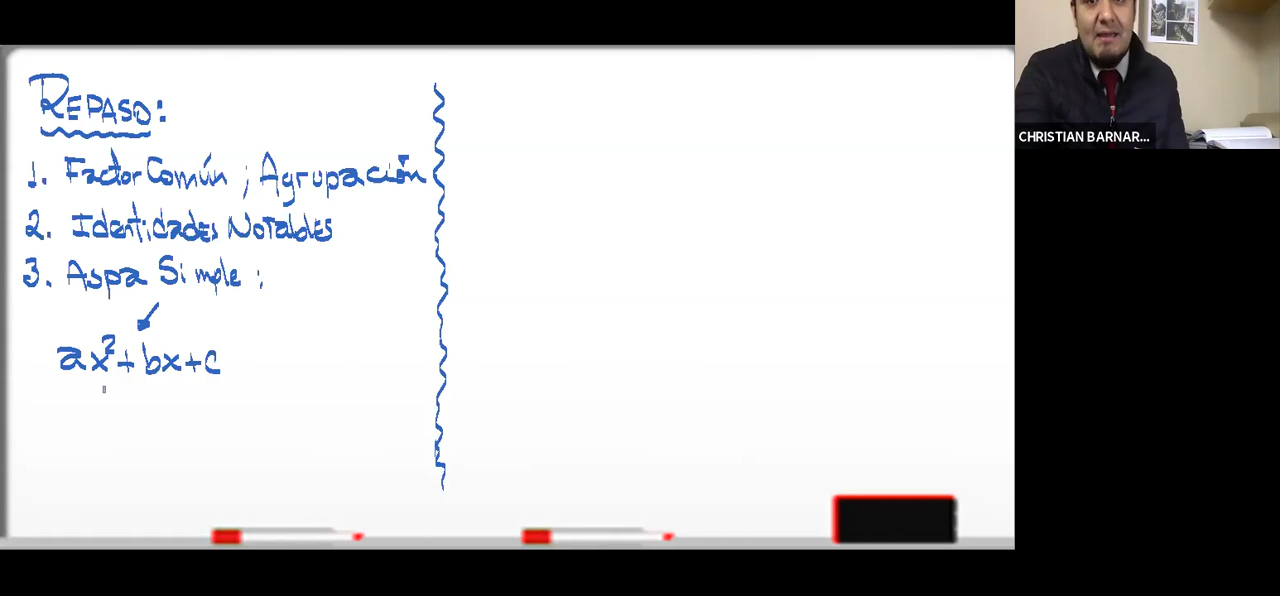 REPASO:
1. Factor Común ; Agrupación
2. Identidades Notables
3. Aspa Simple :
ax²+bx+c
CHRISTIAN BARNAR...